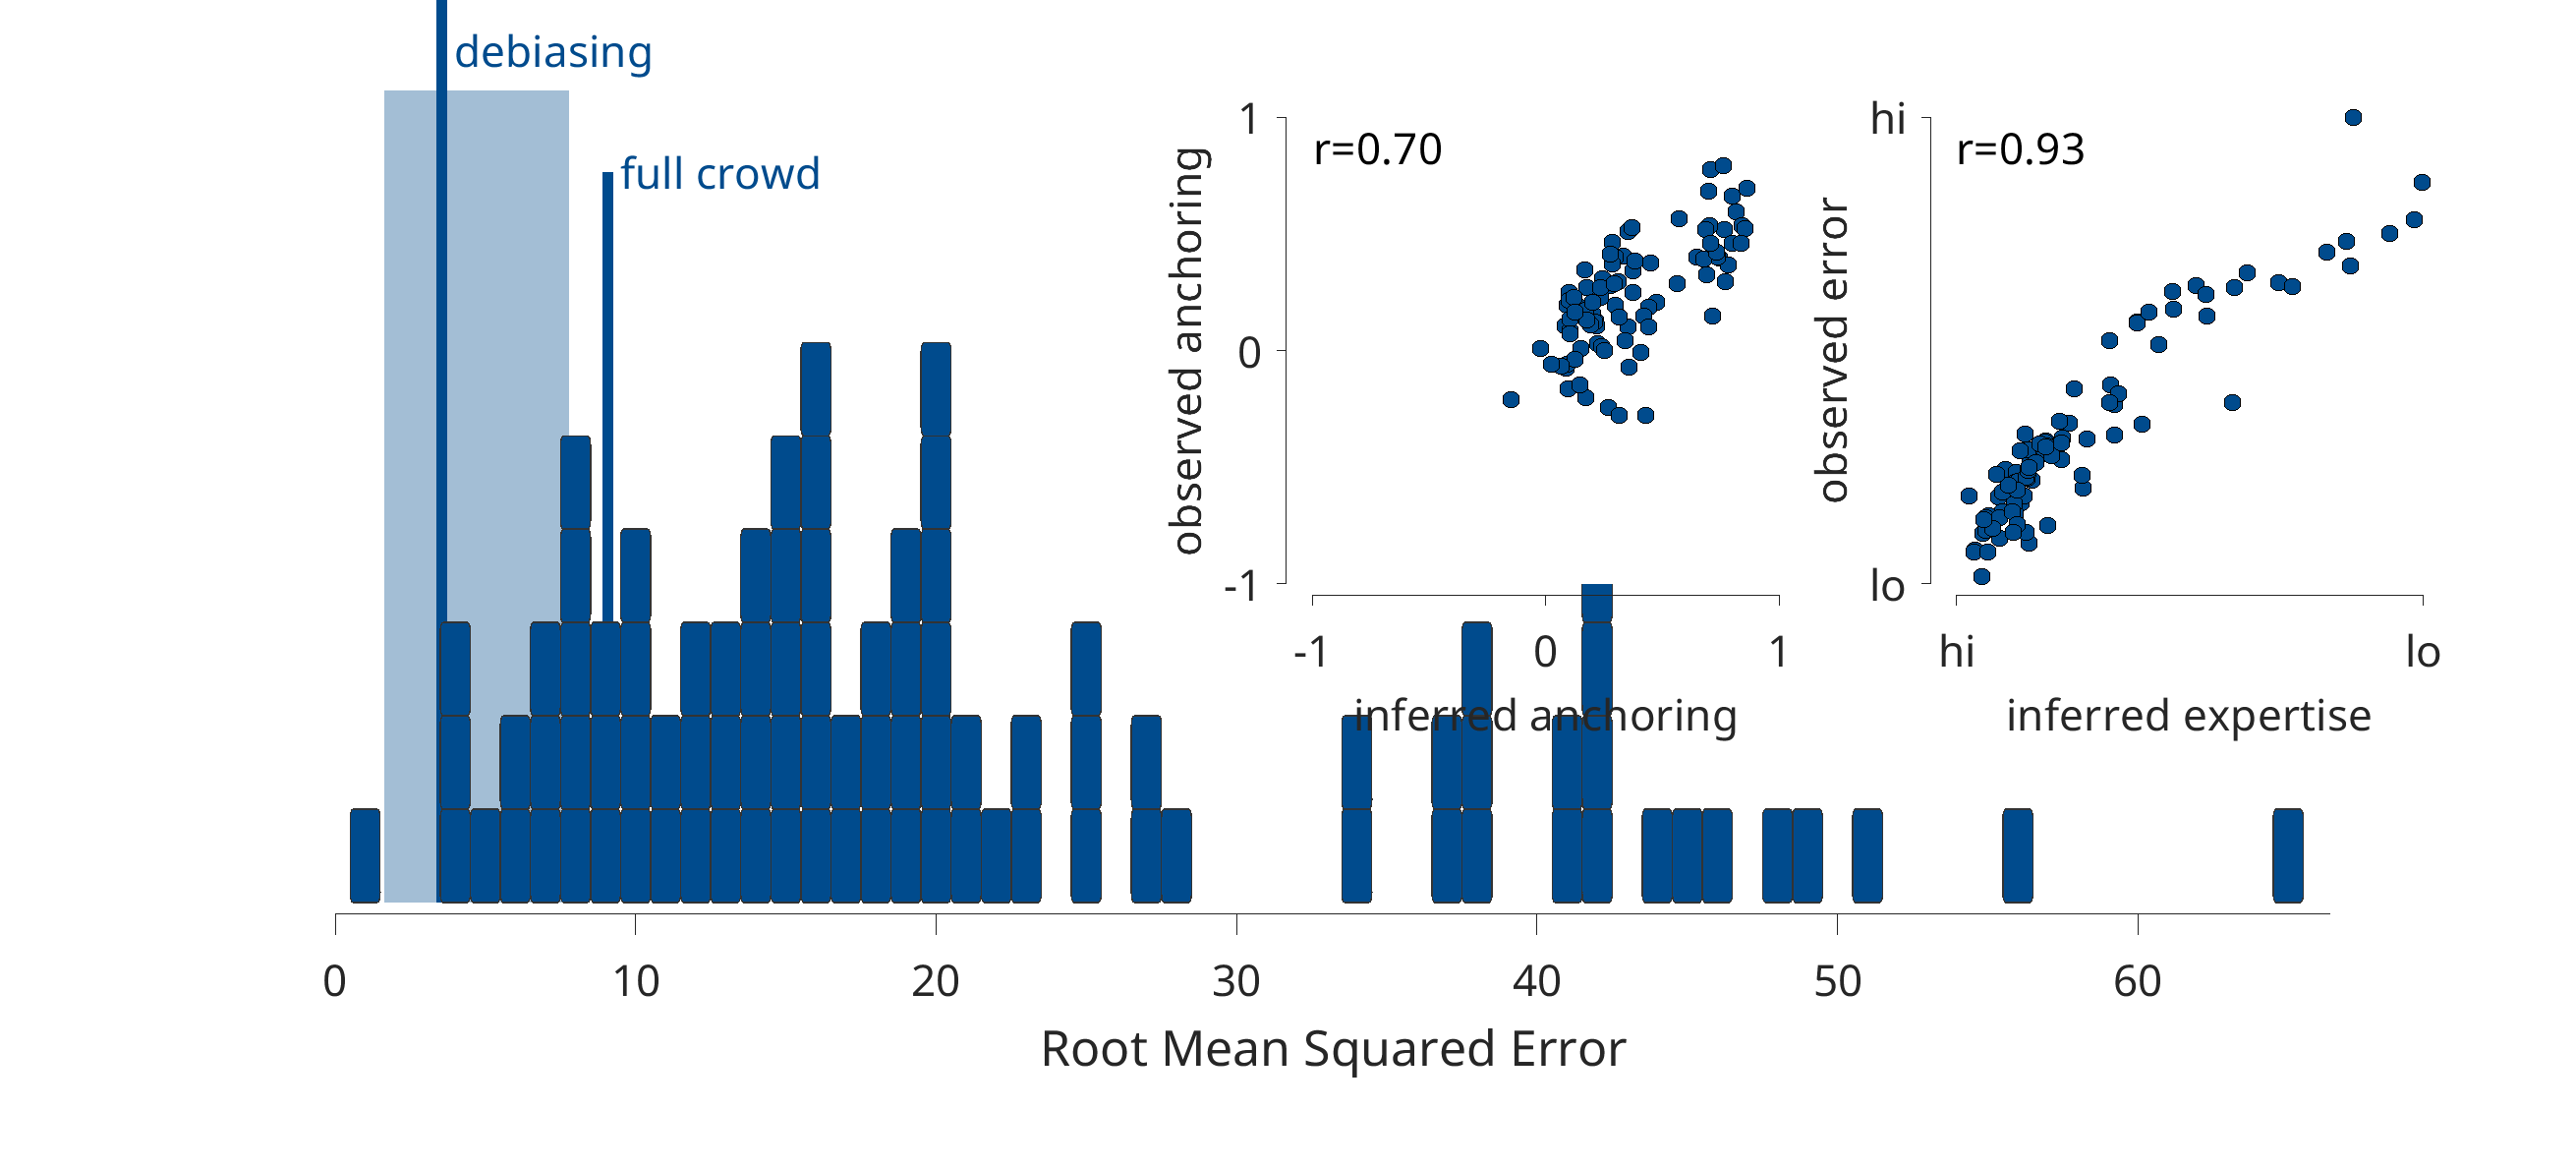 debiasing
full crowd
1
0
-1
observed anchoring
r=0.70
-1 0 1
inferred anchoring
hi
lo
observed error
r=0.93
hi lo
inferred expertise
0 10 20 30 40 50 60
Root Mean Squared Error